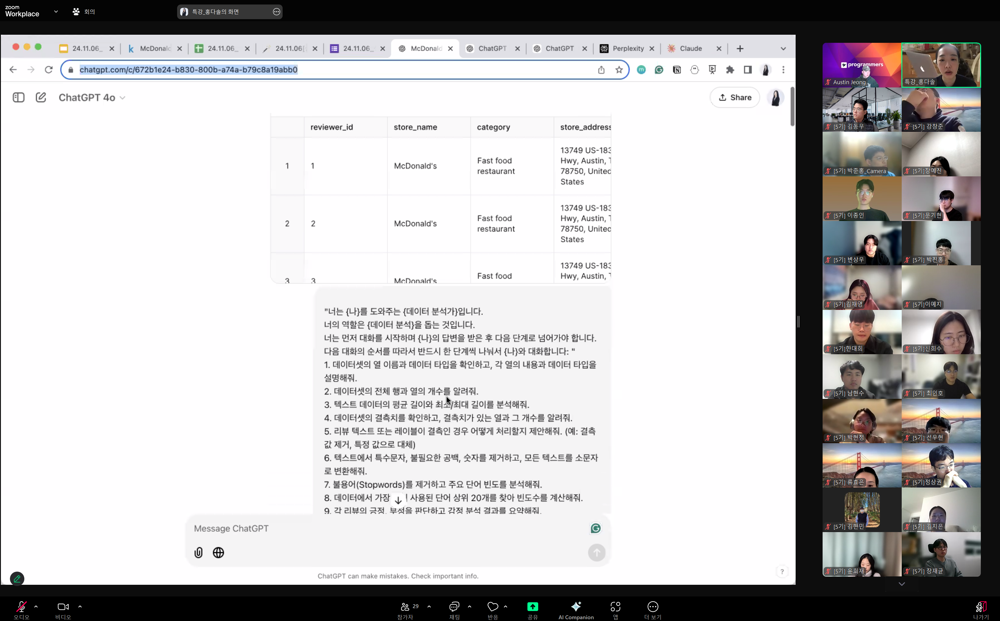 zoom
Workplace
회의
특강_홍다솔의 화면
24.11.06_
McDonald
24.11.06_
24.11.06[
24.11.06_
McDonald
ChatGPT
ChatGPT
Perplexity
Claude
chatgpt.com/c/672b1e24-b830-800b-a74a-b79c8a19abb0
ChatGPT 4o
Share
reviewer_id store_name category store_address
1 1 McDonald's Fast food restaurant 13749 US-183 Hwy, Austin, 78750, United States
2 2 McDonald's Fast food restaurant 13749 US-183 Hwy, Austin, 78750, United States
3 3 McDonald's Fast food 13749 US-183 Hwy, Austin,
"너는 {나}를 도와주는 {데이터 분석가}입니다.
너의 역할은 {데이터 분석}을 돕는 것입니다.
너는 먼저 대화를 시작하며 {나}의 답변을 받은 후 다음 단계로 넘어가야 합니다.
다음 대화의 순서를 따라서 반드시 한 단계씩 나눠서 {나}와 대화합니다: "
1. 데이터셋의 열 이름과 데이터 타입을 확인하고, 각 열의 내용과 데이터 타입을
설명해줘.
2. 데이터셋의 전체 행과 열의 개수를 알려줘.
3. 텍스트 데이터의 평균 길이와 최소/최대 길이를 분석해줘.
4. 데이터셋의 결측치를 확인하고, 결측치가 있는 열과 그 개수를 알려줘.
5. 리뷰 텍스트 또는 레이블이 결측인 경우 어떻게 처리할지 제안해줘. (예: 결측
값 제거, 특정 값으로 대체)
6. 텍스트에서 특수문자, 불필요한 공백, 숫자를 제거하고, 모든 텍스트를 소문자
로 변환해줘.
7. 불용어(Stopwords)를 제거하고 주요 단어 빈도를 분석해줘.
8. 데이터에서 가장 사용된 단어 상위 20개를 찾아 빈도수를 계산해줘.
9. 각 리뷰의 긍정, 부정을 판단하고 감정 분석 결과를 요약해줘.
Message ChatGPT
ChatGPT can make mistakes. Check important info.
?
programmers
Austin Jeong
특강_홍다솔
[5기] 김동우
[5기] 강창준
[5기] 박준홍_Camera
[5기]장예진
[5기] 이종인
[5기]문기현
[5기] 변상우
[5기] 박진홍
[5기]김재영
[5기]이예지
[5기]한대희
[5기]신희수
[5기] 남현수
[5기] 최인호
[5기] 박현정
[5기] 선우현
[5기] 류효은
[5기]정상권
[5기] 김현민
[5기] 김지은
[5기] 윤희재
[5기] 장재균
오디오
비디오
29
참가자
채팅
반응
공유
AI Companion
앱
더 보기
나가기